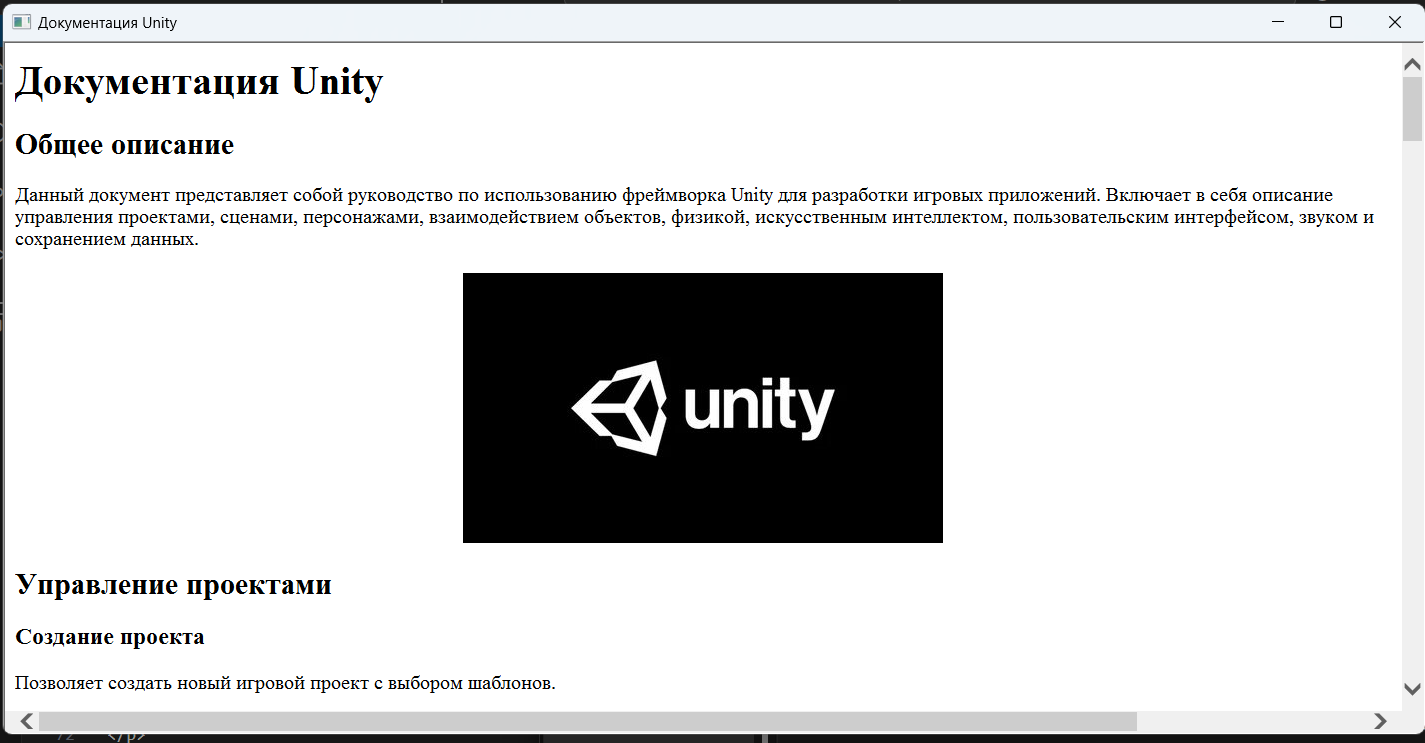 Документация Unity
Документация Unity
Общее описание
Данный документ представляет собой руководство по использованию фреймворка Unity для разработки игровых приложений. Включает в себя описание
управления проектами, сценами, персонажами, взаимодействием объектов, физикой, искусственным интеллектом, пользовательским интерфейсом, звуком и
сохранением данных.
unity
Управление проектами
Создание проекта
Позволяет создать новый игровой проект с выбором шаблонов.
72 </p>